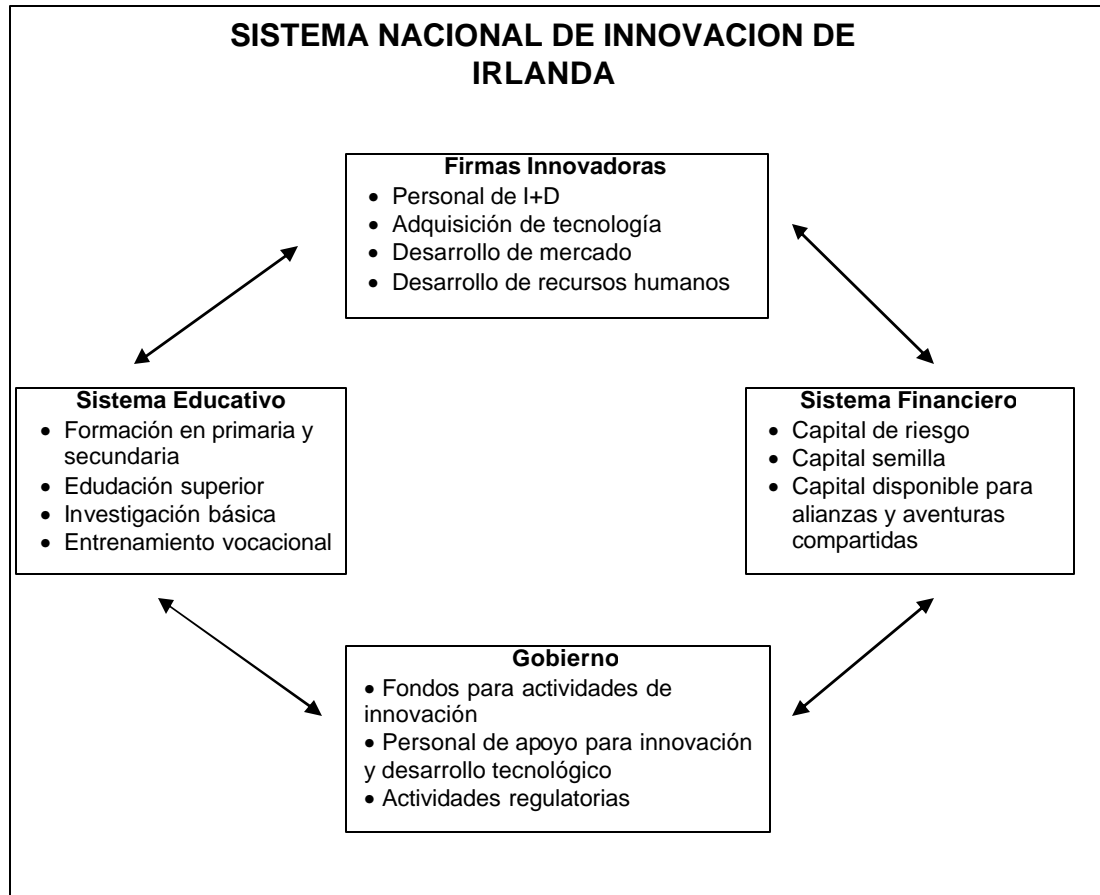 SISTEMA NACIONAL DE INNOVACION DE
IRLANDA
Firmas Innovadoras
• Personal de I+D
• Adquisición de tecnología
• Desarrollo de mercado
• Desarrollo de recursos humanos
Sistema Educativo
• Formación en primaria y
secundaria
• Edudación superior
• Investigación básica
• Entrenamiento vocacional
Sistema Financiero
• Capital de riesgo
• Capital semilla
• Capital disponible para
alianzas y aventuras
compartidas
Gobierno
• Fondos para actividades de
innovación
• Personal de apoyo para innovación
y desarrollo tecnológico
• Actividades regulatorias